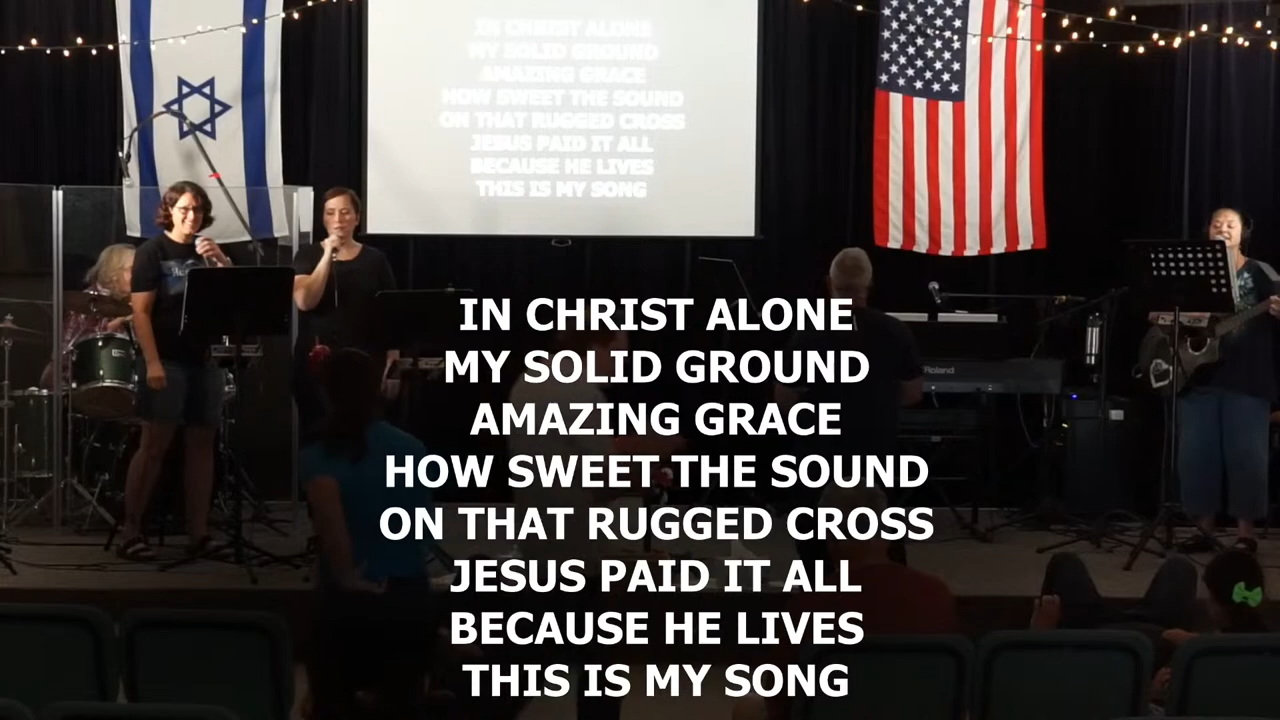 IN CHRIST ALONE
MY SOLID GROUND
AMAZING GRACE
HOW SWEET THE SOUND
ON THAT RUGGED CROSS
JESUS PAID IT ALL
BECAUSE HE LIVES
THIS IS MY SONG
Roland
IN CHRIST ALONE
MY SOLID GROUND
AMAZING GRACE
HOW SWEET THE SOUND
ON THAT RUGGED CROSS
JESUS PAID IT ALL
BECAUSE HE LIVES
THIS IS MY SONG